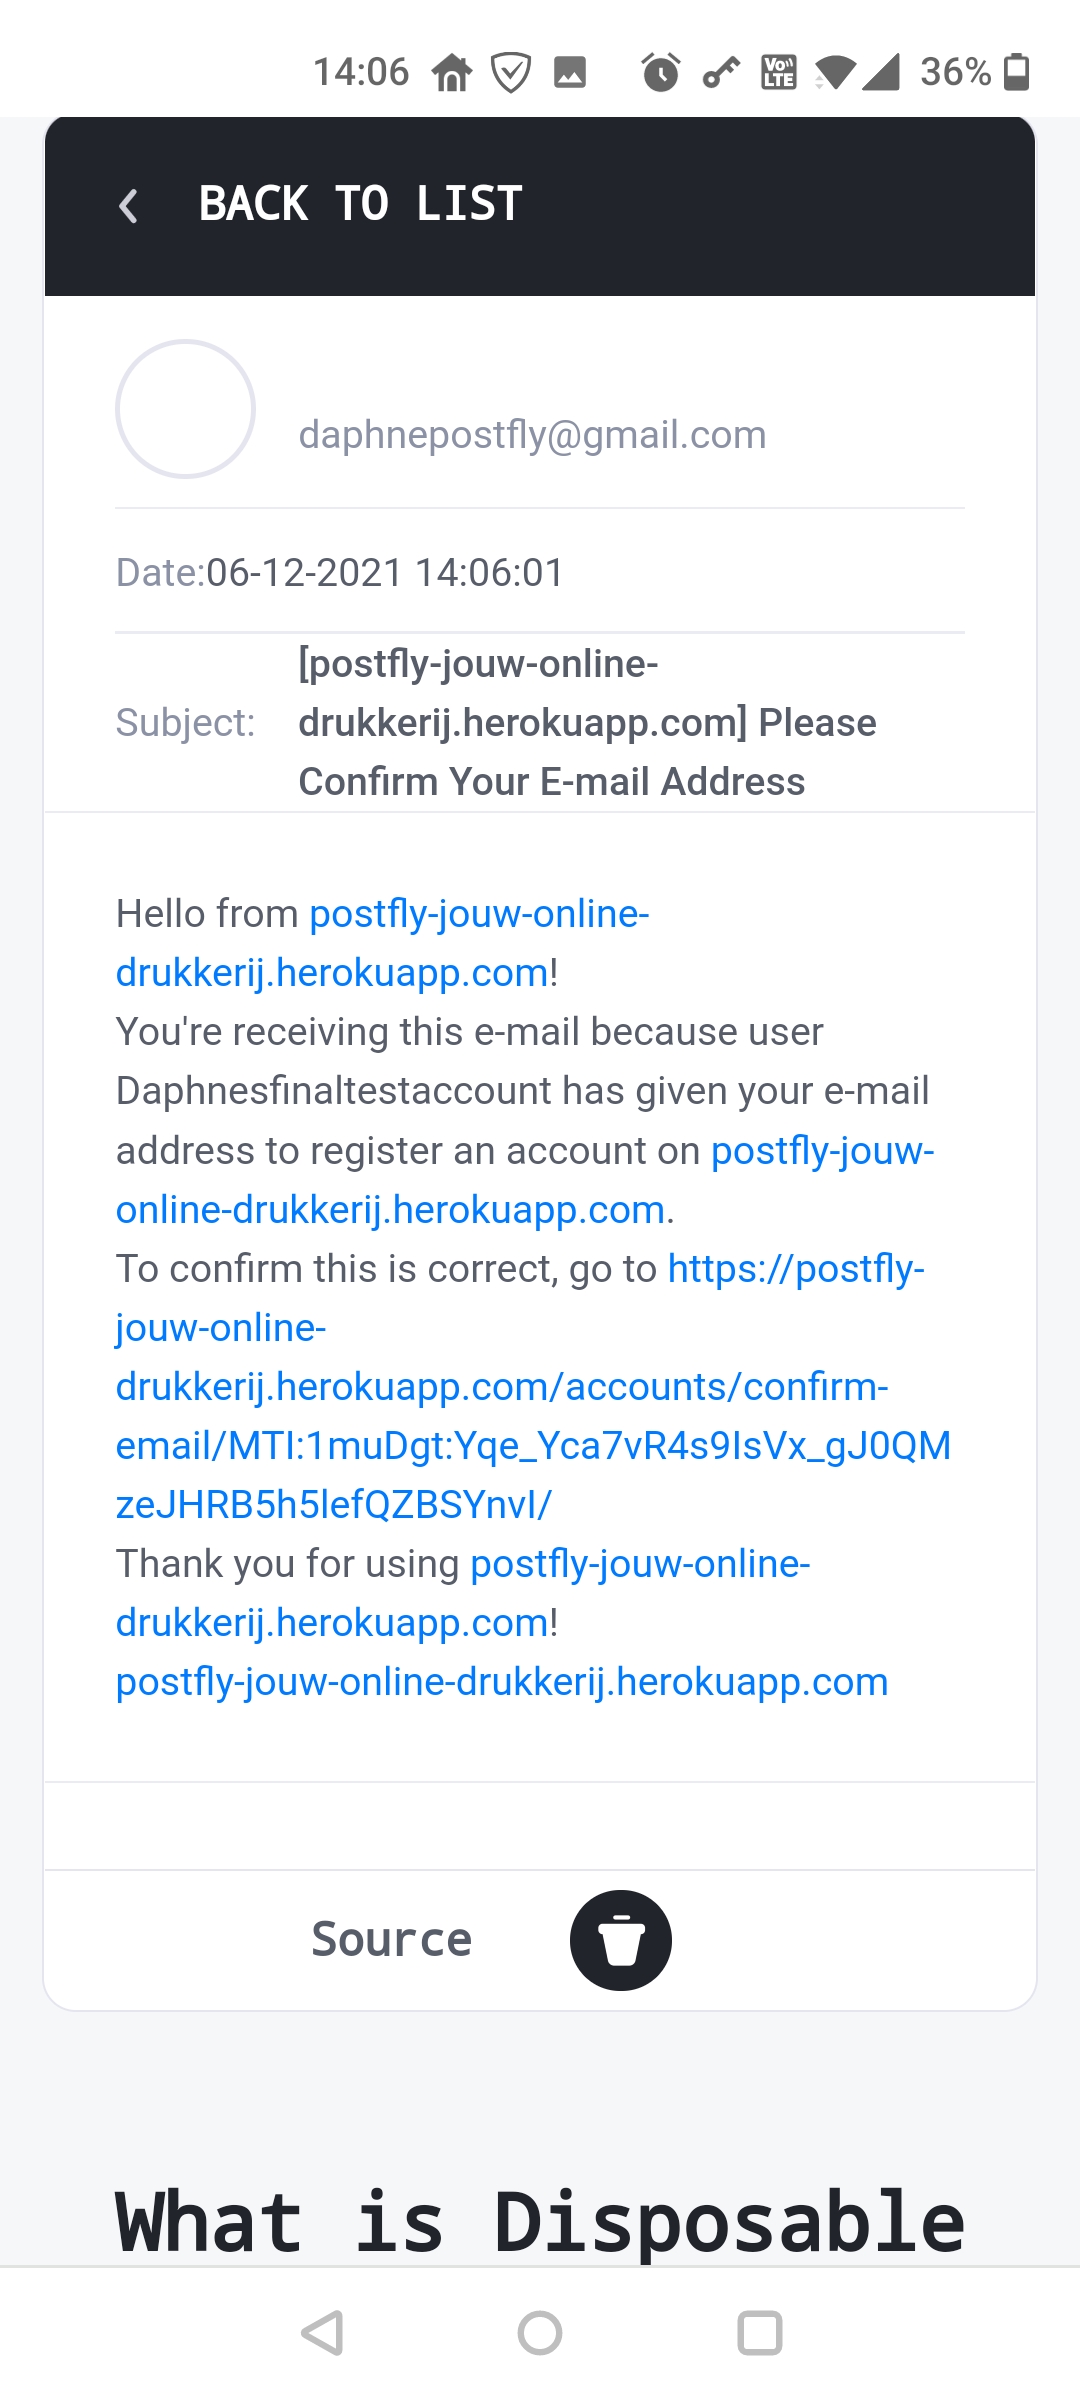 14:06 VoLTE 36%
BACK TO LIST
daphnepostfly@gmail.com
Date:06-12-2021 14:06:01
Subject: [postfly-jouw-online-
drukkerij.herokuapp.com] Please
Confirm Your E-mail Address
Hello from postfly-jouw-online-
drukkerij.herokuapp.com!
You're receiving this e-mail because user
Daphnesfinaltestaccount has given your e-mail
address to register an account on postfly-jouw-
online-drukkerij.herokuapp.com.
To confirm this is correct, go to https://postfly-
jouw-online-
drukkerij.herokuapp.com/accounts/confirm-
email/MTI:1muDgt:Yqe_Yca7vR4s9IsVx_gJ0QM
zeJHRB5h5lefQZBSYnvI/
Thank you for using postfly-jouw-online-
drukkerij.herokuapp.com!
postfly-jouw-online-drukkerij.herokuapp.com
Source
What is Disposable